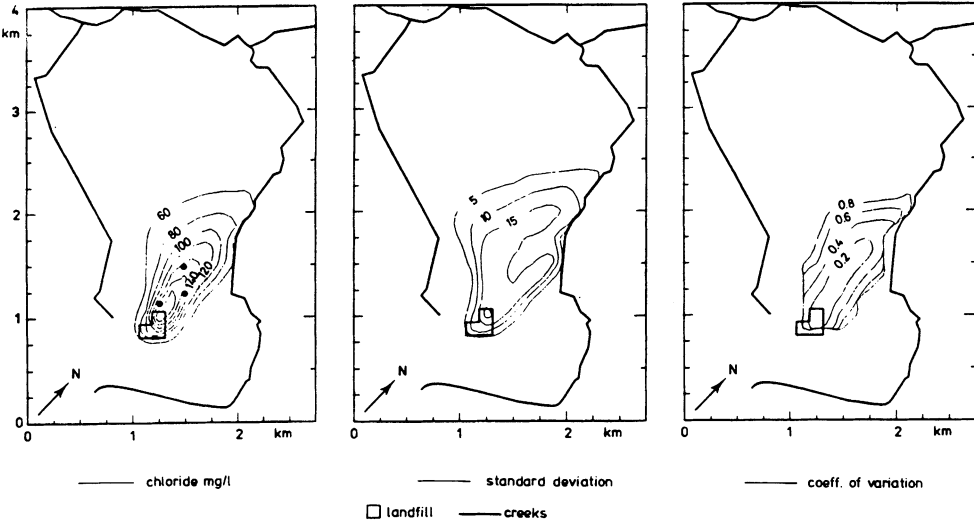 4
km
3
2
1
0
60
80
100
120
140
N
0
1
2
km
5
10
15
N
0
1
2
km
0.8
0.6
0.4
0.2
N
0
1
2
km
chloride mg/l
standard deviation
coeff. of variation
landfill
creeks